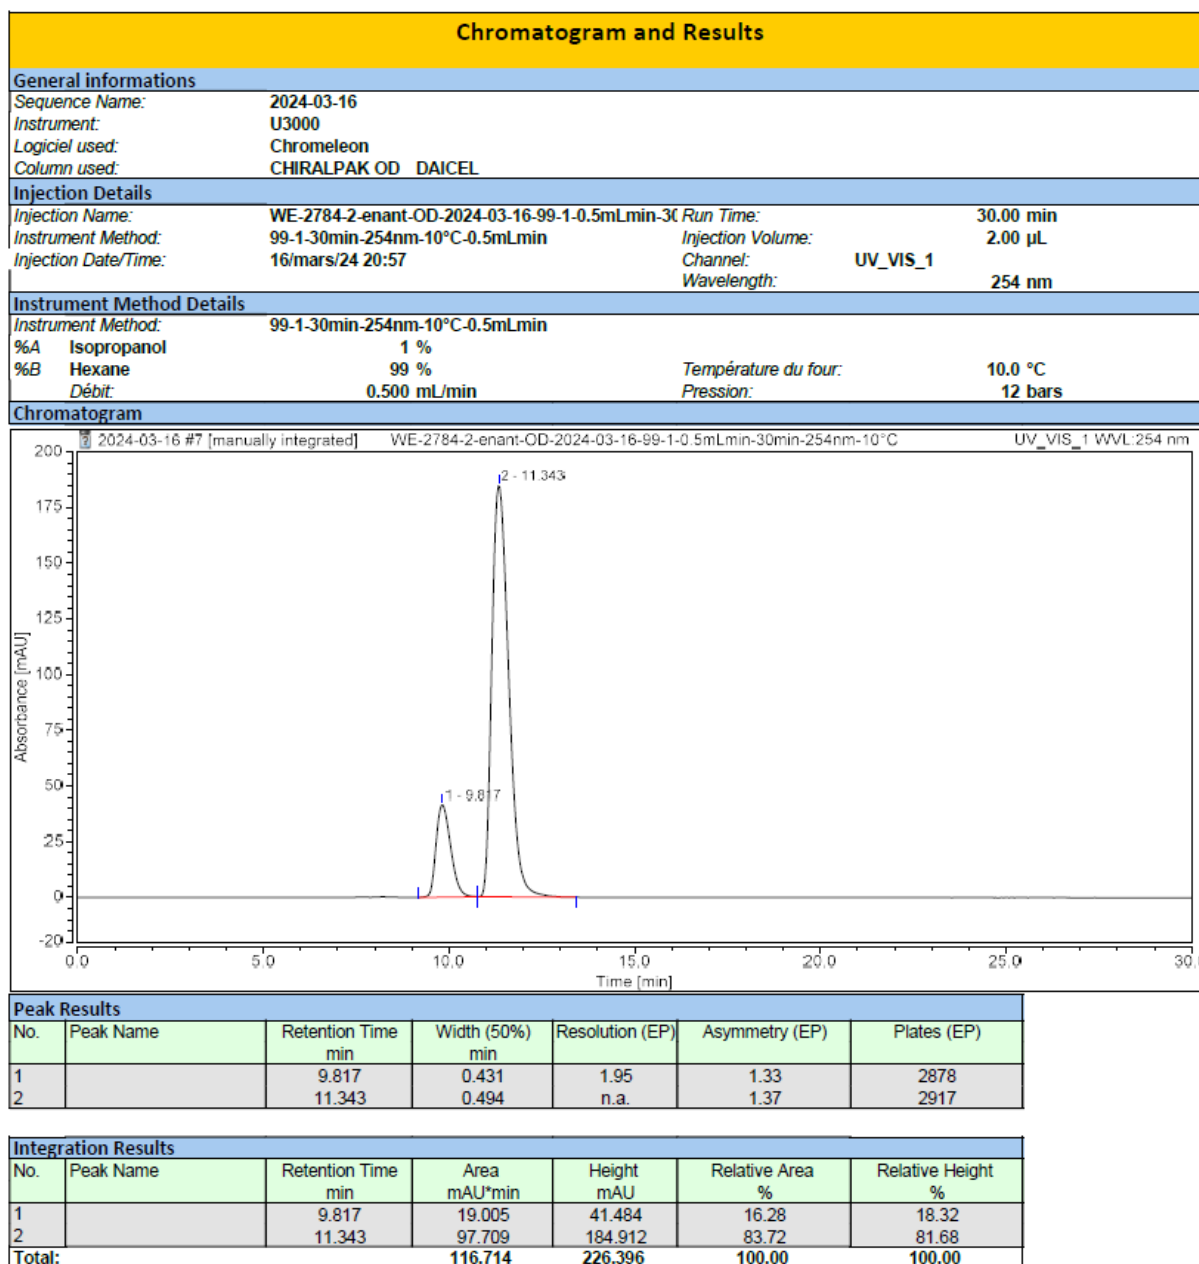 Chromatogram and Results
General informations
Sequence Name: 2024-03-16
Instrument: U3000
Logiciel used: Chromeleon
Column used: CHIRALPAK OD DAICEL
Injection Details
Injection Name: WE-2784-2-enant-OD-2024-03-16-99-1-0.5mLmin-30 Run Time: 30.00 min
Instrument Method: 99-1-30min-254nm-10°C-0.5mLmin Injection Volume: 2.00 µL
Injection Date/Time: 16/mars/24 20:57 Channel: UV_VIS_1
Wavelength: 254 nm
Instrument Method Details
Instrument Method: 99-1-30min-254nm-10°C-0.5mLmin
%A Isopropanol 1 %
%B Hexane 99 % Température du four: 10.0 °C
Débit: 0.500 mL/min Pression: 12 bars
Chromatogram
2024-03-16 #7 [manually integrated] WE-2784-2-enant-OD-2024-03-16-99-1-0.5mLmin-30min-254nm-10°C UV_VIS_1 WVL:254 nm
200
175
150
125
100
75
50
25
0
-20
Absorbance [mAU]
2 - 11.343
1 - 9.817
0.0 5.0 10.0 15.0 20.0 25.0 30.
Time [min]
Peak Results
No. Peak Name Retention Time Width (50%) Resolution (EP) Asymmetry (EP) Plates (EP)
min min
1 9.817 0.431 1.95 1.33 2878
2 11.343 0.494 n.a. 1.37 2917
Integration Results
No. Peak Name Retention Time Area Height Relative Area Relative Height
min mAU*min mAU % %
1 9.817 19.005 41.484 16.28 18.32
2 11.343 97.709 184.912 83.72 81.68
Total: 116.714 226.396 100.00 100.00